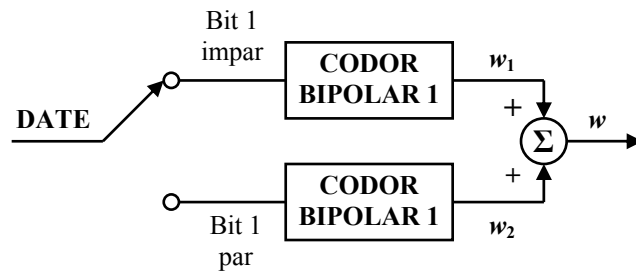 Bit 1
impar
CODOR
BIPOLAR 1
w₁
+
DATE
Σ
w
+
CODOR
BIPOLAR 1
Bit 1
par
w₂